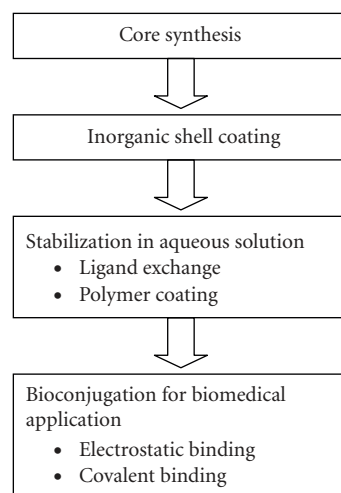 Core synthesis
Inorganic shell coating
Stabilization in aqueous solution
• Ligand exchange
• Polymer coating
Bioconjugation for biomedical
application
• Electrostatic binding
• Covalent binding